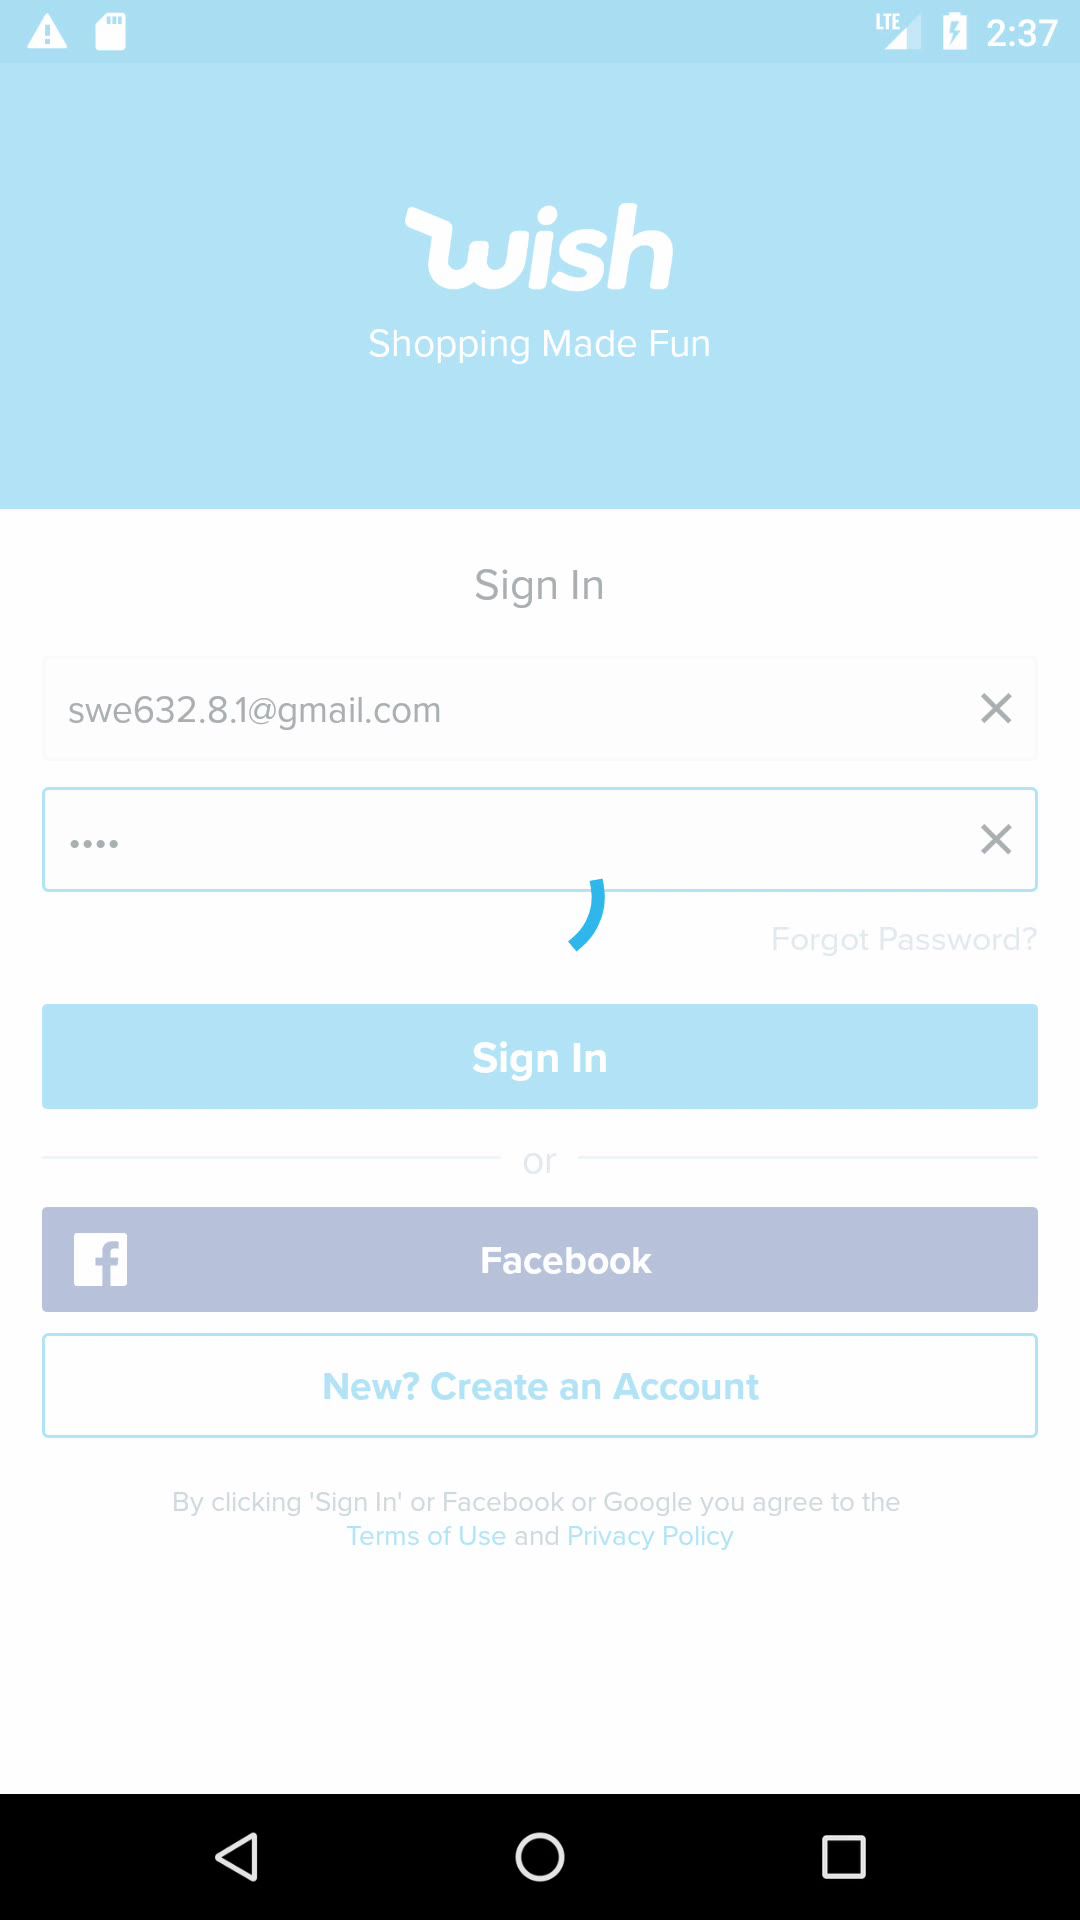 LTE 2:37
wish
Shopping Made Fun
Sign In
swe632.8.1@gmail.com
••••
Forgot Password?
Sign In
or
Facebook
New? Create an Account
By clicking 'Sign In' or Facebook or Google you agree to the
Terms of Use and Privacy Policy